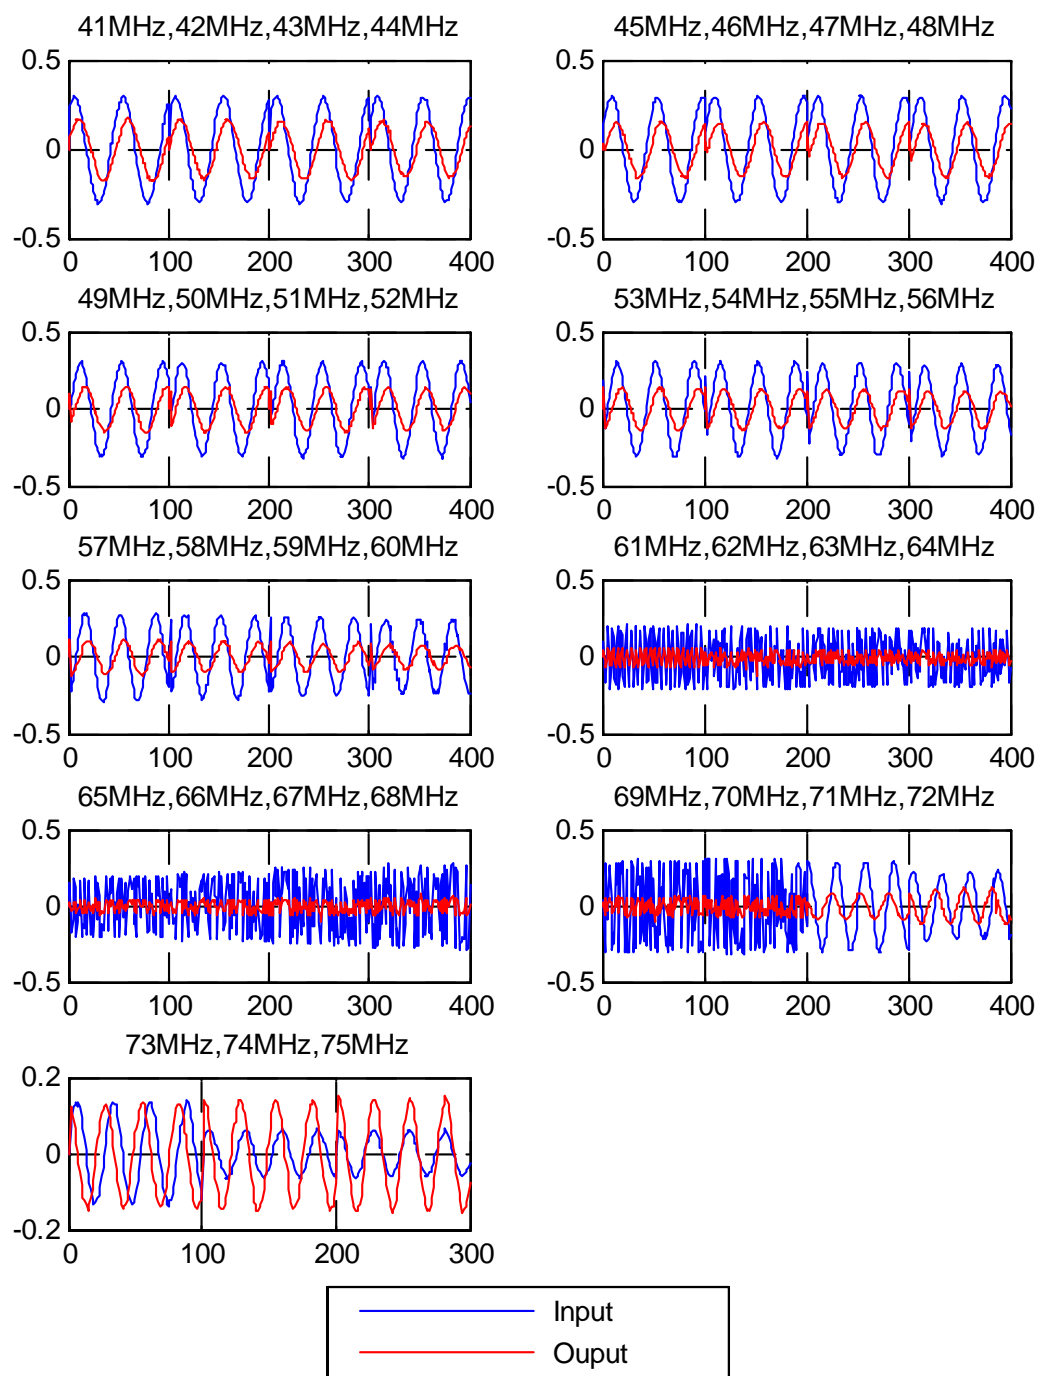 41MHz,42MHz,43MHz,44MHz
45MHz,46MHz,47MHz,48MHz
0.5
0
-0.5
0 100 200 300 400
0.5
0
-0.5
0 100 200 300 400
49MHz,50MHz,51MHz,52MHz
53MHz,54MHz,55MHz,56MHz
0.5
0
-0.5
0 100 200 300 400
0.5
0
-0.5
0 100 200 300 400
57MHz,58MHz,59MHz,60MHz
61MHz,62MHz,63MHz,64MHz
0.5
0
-0.5
0 100 200 300 400
0.5
0
-0.5
0 100 200 300 400
65MHz,66MHz,67MHz,68MHz
69MHz,70MHz,71MHz,72MHz
0.5
0
-0.5
0 100 200 300 400
0.5
0
-0.5
0 100 200 300 400
73MHz,74MHz,75MHz
0.2
0
-0.2
0 100 200 300
Input
Ouput